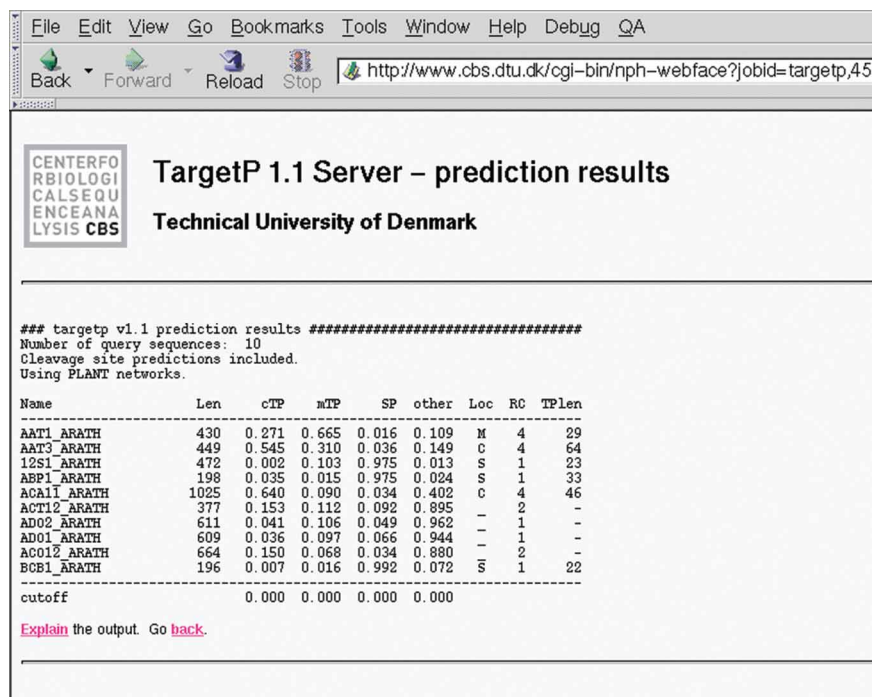 File Edit View Go Bookmarks Tools Window Help Debug QA
Back Forward Reload Stop http://www.cbs.dtu.dk/cgi-bin/nph-webface?jobid=targetp,45
CENTERFO
RBIOLOGI
CALSEQU
ENCEANA
LYSIS CBS
TargetP 1.1 Server – prediction results
Technical University of Denmark
### targetp v1.1 prediction results ##################################
Number of query sequences: 10
Cleavage site predictions included.
Using PLANT networks.
Name Len cTP mTP SP other Loc RC TPlen
----------------------------------------------------------------------
AAT1_ARATH 430 0.271 0.665 0.016 0.109 M 4 29
AAT3_ARATH 449 0.545 0.310 0.036 0.149 C 4 64
12S1_ARATH 472 0.002 0.103 0.975 0.013 S 1 23
ABP1_ARATH 198 0.035 0.015 0.975 0.024 S 1 33
ACA11_ARATH 1025 0.640 0.090 0.034 0.402 C 4 46
ACT12_ARATH 377 0.153 0.112 0.092 0.895 _ 2 -
ADO2_ARATH 611 0.041 0.106 0.049 0.962 _ 1 -
ADO1_ARATH 609 0.036 0.097 0.066 0.944 _ 1 -
ACO12_ARATH 664 0.150 0.068 0.034 0.880 _ 2 -
BCB1_ARATH 196 0.007 0.016 0.992 0.072 S 1 22
----------------------------------------------------------------------
cutoff 0.000 0.000 0.000 0.000
Explain the output. Go back.